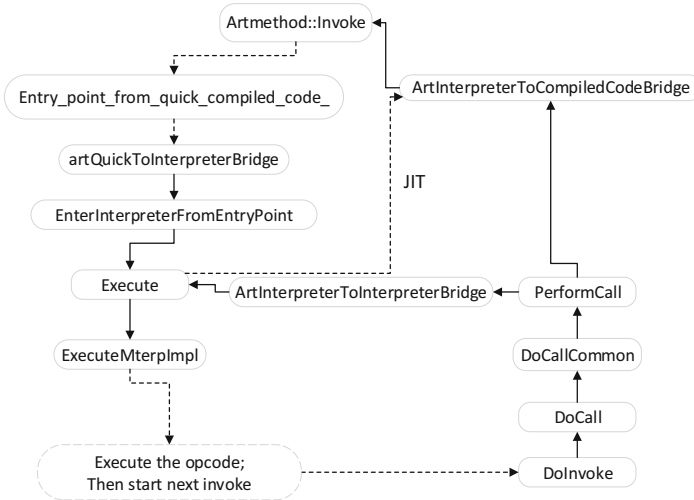 Artmethod::Invoke
Entry_point_from_quick_compiled_code_
ArtInterpreterToCompiledCodeBridge
artQuickToInterpreterBridge
JIT
EnterInterpreterFromEntryPoint
Execute
ArtInterpreterToInterpreterBridge
PerformCall
ExecuteMterpImpl
DoCallCommon
DoCall
Execute the opcode;
Then start next invoke
DoInvoke